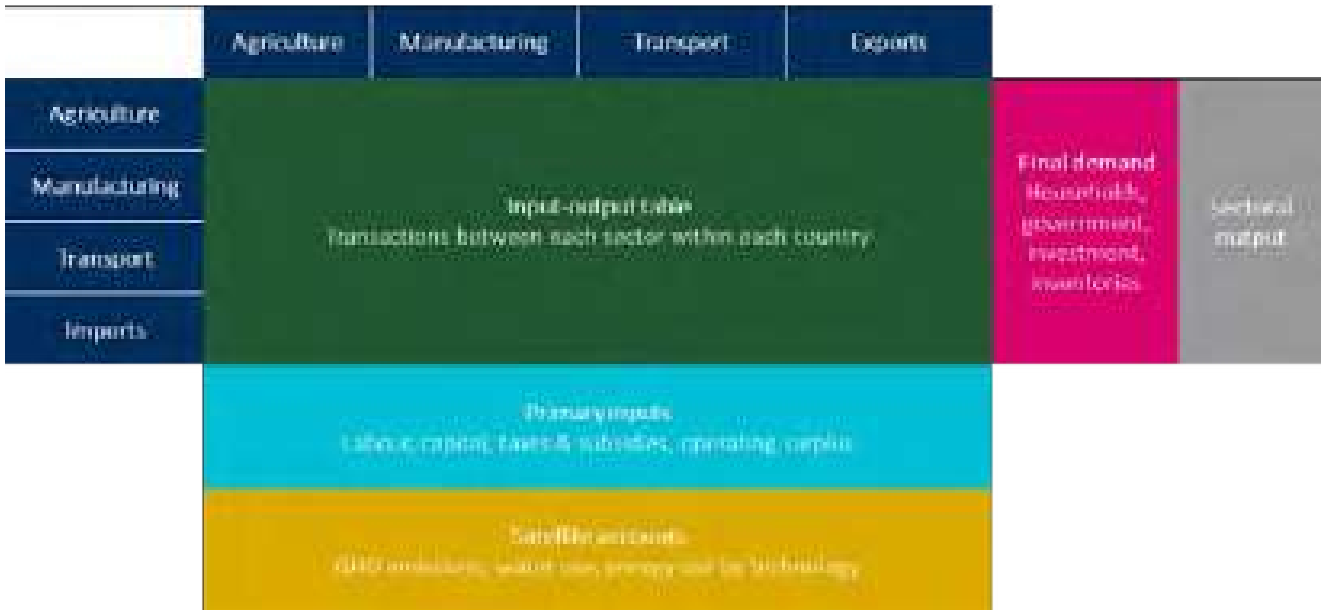 Agriculture Manufacturing Transport Exports
Agriculture
Manufacturing
Transport
Imports
Input-output table
Transactions between each sector within each country
Final demand
Households,
government,
investment,
inventories
Sectoral
output
Primary inputs
Labour, capital, taxes & subsidies, operating surplus
Satellite accounts
GHG emissions, water use, energy use by technology